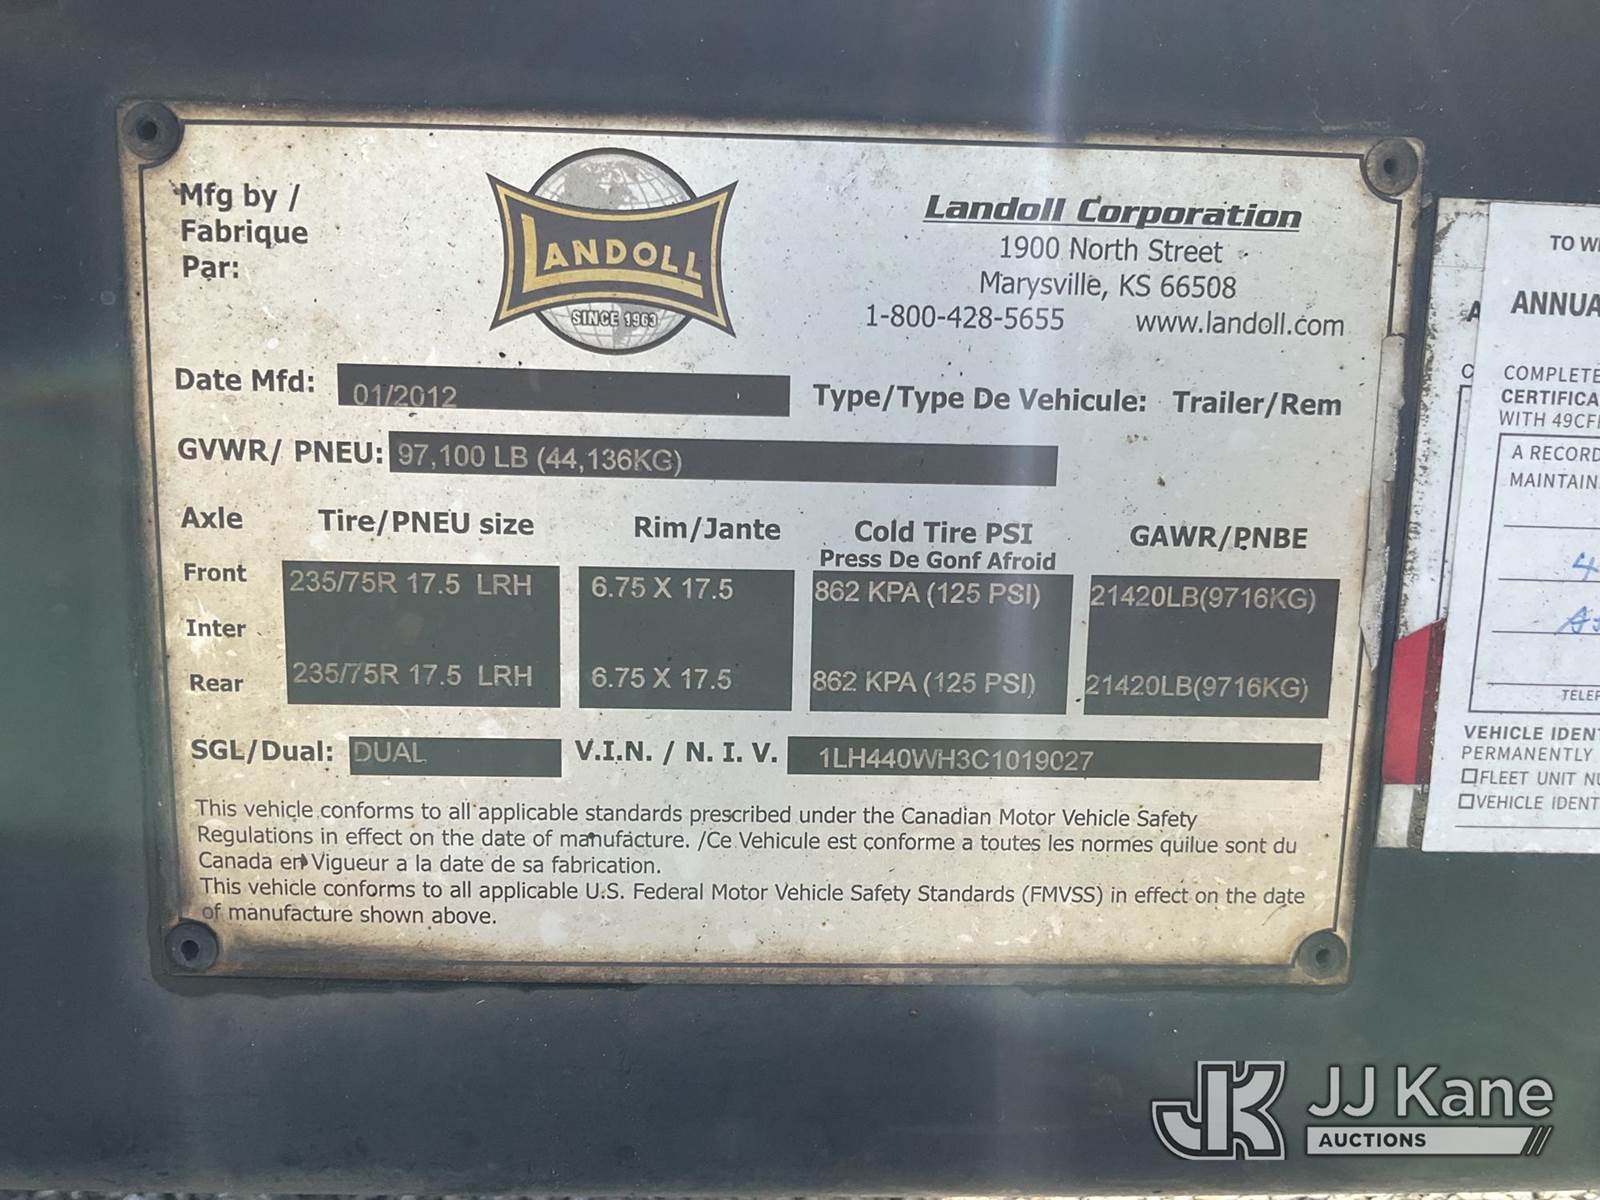 Mfg by /
Fabrique
Par:
LANDOLL
SINCE 1963
Landoll Corporation
1900 North Street
Marysville, KS 66508
1-800-428-5655 www.landoll.com
Date Mfd: 01/2012 Type/Type De Vehicule: Trailer/Rem
GVWR/ PNEU: 97,100 LB (44,136KG)
Axle Tire/PNEU size Rim/Jante Cold Tire PSI GAWR/PNBE
Press De Gonf Afroid
Front 235/75R 17.5 LRH 6.75 X 17.5 862 KPA (125 PSI) 21420LB(9716KG)
Inter
Rear 235/75R 17.5 LRH 6.75 X 17.5 862 KPA (125 PSI) 21420LB(9716KG)
SGL/Dual: DUAL V.I.N. / N. I. V. 1LH440WH3C1019027
This vehicle conforms to all applicable standards prescribed under the Canadian Motor Vehicle Safety
Regulations in effect on the date of manufacture. /Ce Vehicule est conforme a toutes les normes quilue sont du
Canada en Vigueur a la date de sa fabrication.
This vehicle conforms to all applicable U.S. Federal Motor Vehicle Safety Standards (FMVSS) in effect on the date
of manufacture shown above.
TO
ANNUA
COMPLETE
CERTIFICA
WITH 49CF
A RECORD
MAINTAIN
TELE
VEHICLE IDENT
PERMANENTLY
FLEET UNIT NU
VEHICLE IDENT
JK JJ Kane
AUCTIONS